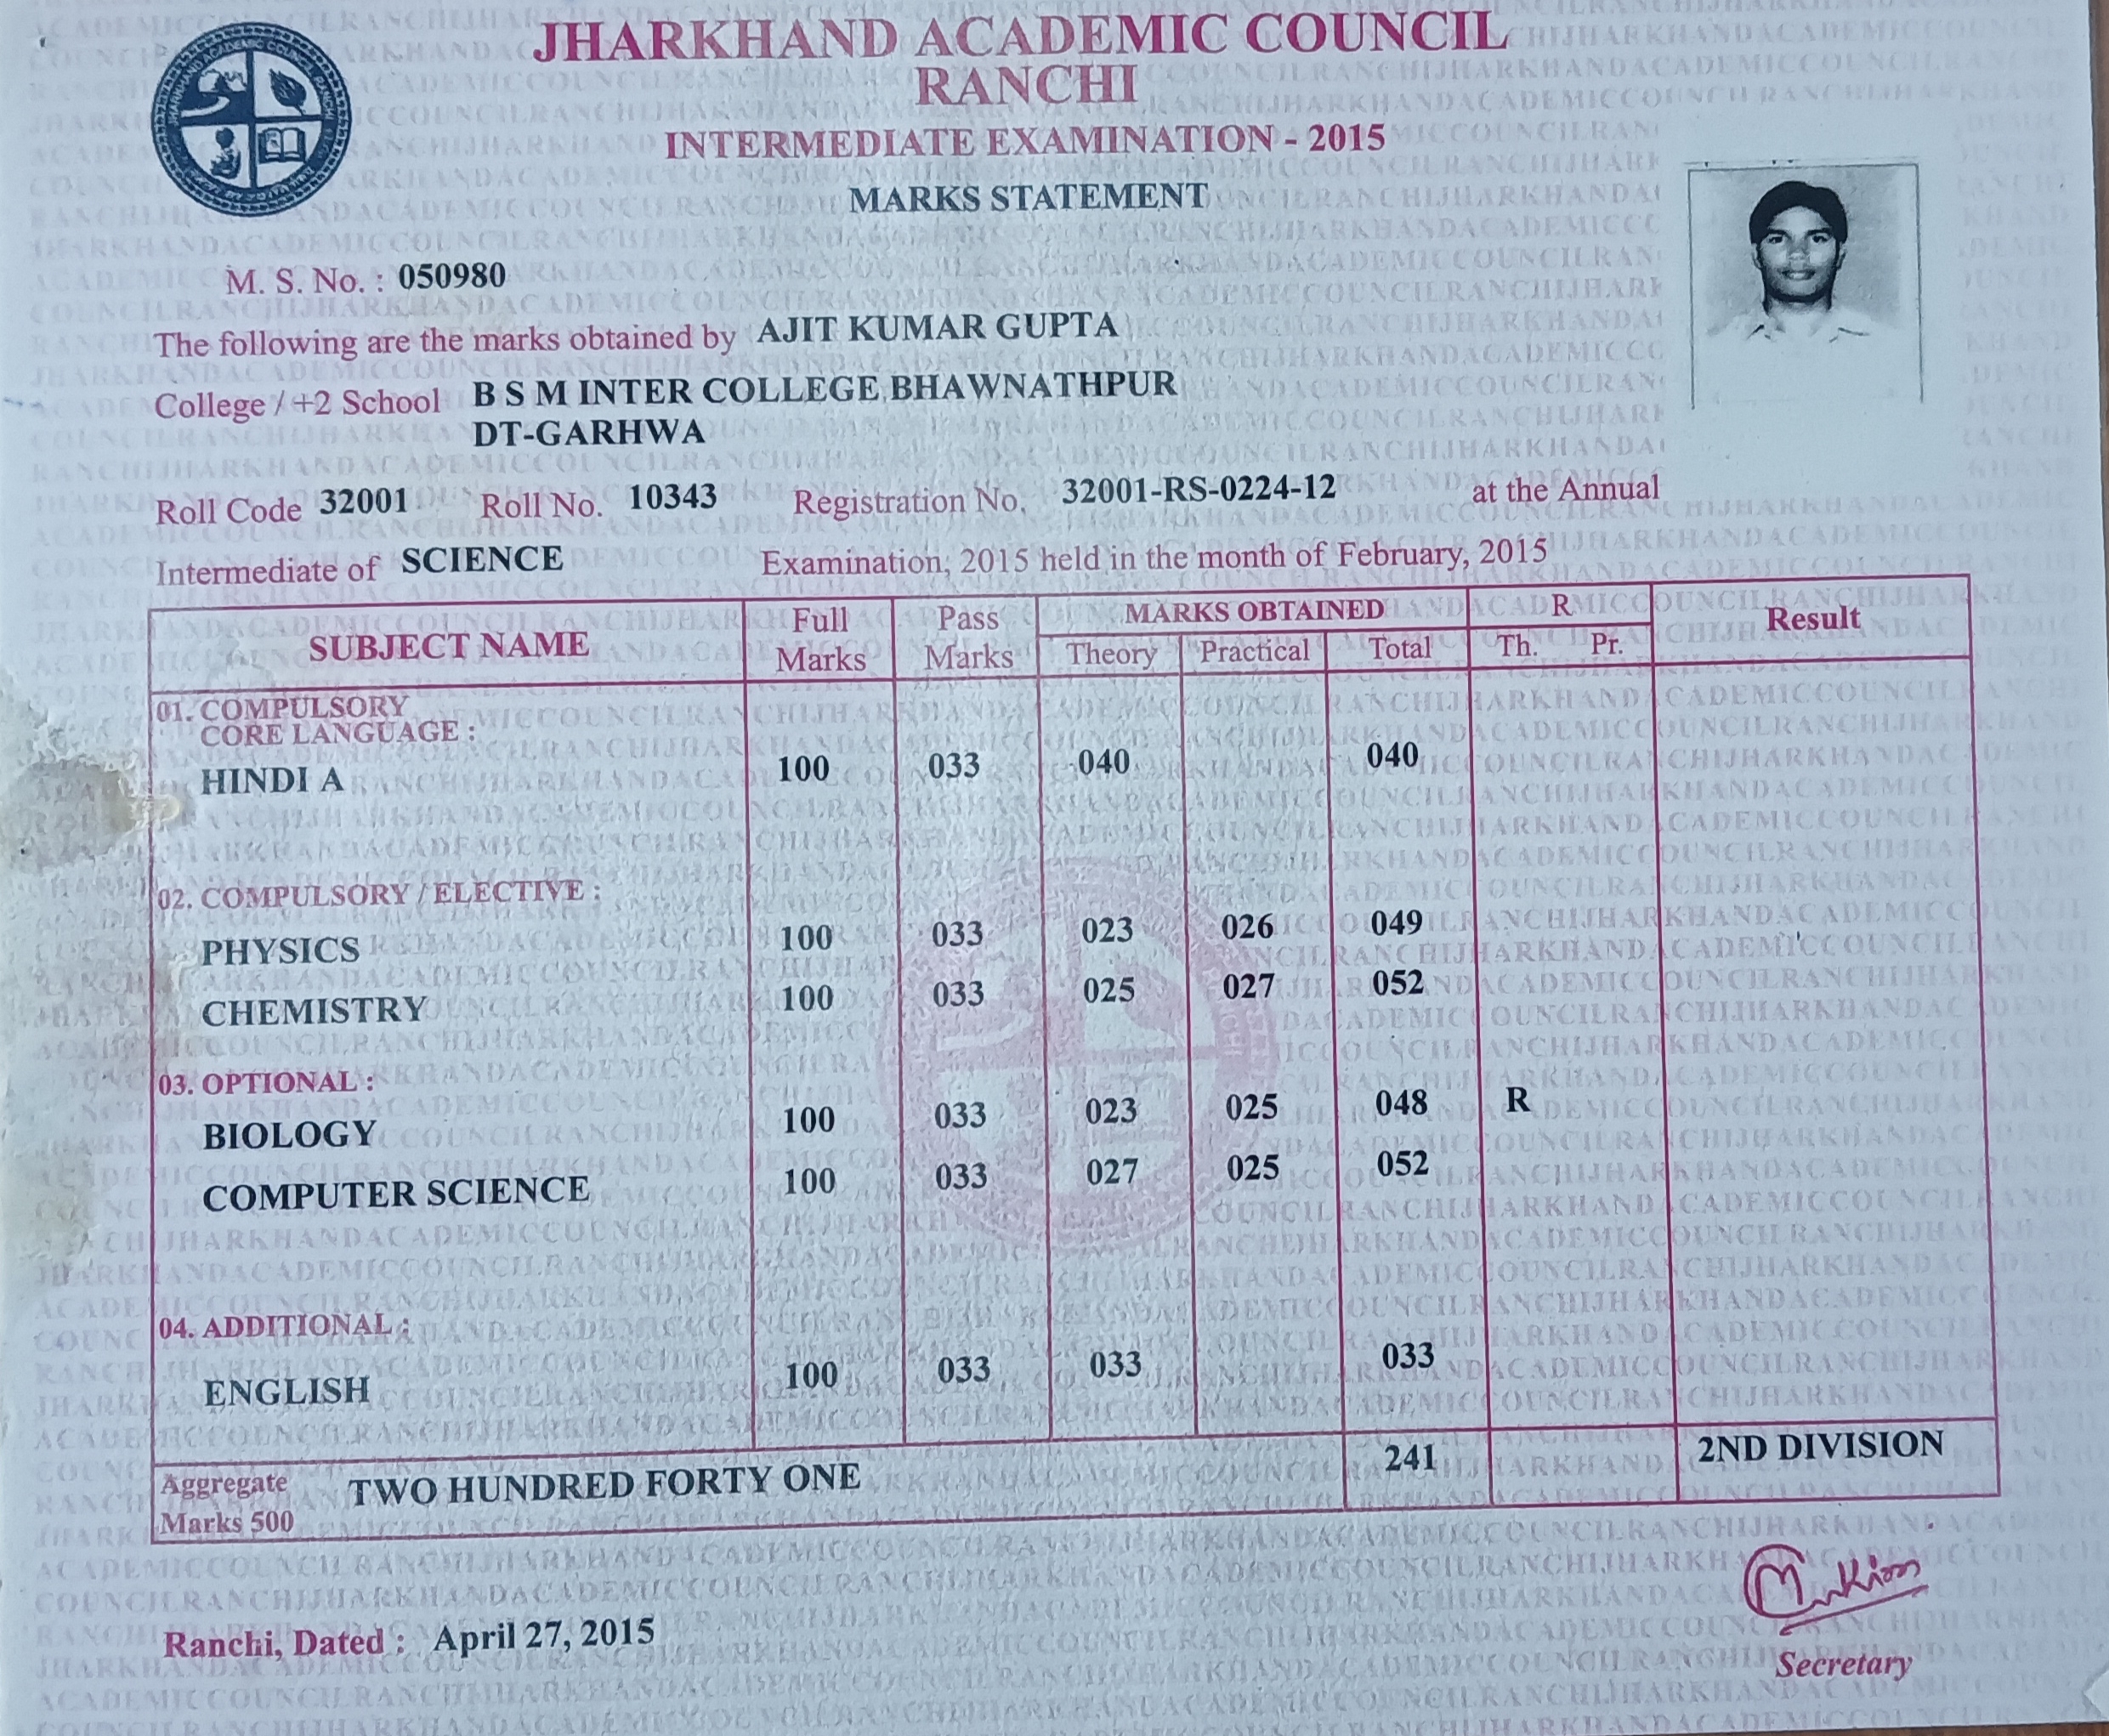 JHARKHAND ACADEMIC COUNCIL
RANCHI
INTERMEDIATE EXAMINATION - 2015
MARKS STATEMENT
M. S. No. : 050980
The following are the marks obtained by AJIT KUMAR GUPTA
College / +2 School B S M INTER COLLEGE,BHAWNATHPUR
DT-GARHWA
Roll Code 32001 Roll No. 10343 Registration No. 32001-RS-0224-12 at the Annual
Intermediate of SCIENCE Examination, 2015 held in the month of February, 2015
SUBJECT NAME Full Marks Pass Marks MARKS OBTAINED R Result
Theory Practical Total Th. Pr.
01. COMPULSORY
CORE LANGUAGE :
HINDI A 100 033 040 040
02. COMPULSORY / ELECTIVE :
PHYSICS 100 033 023 026 049
CHEMISTRY 100 033 025 027 052
03. OPTIONAL :
BIOLOGY 100 033 023 025 048 R
COMPUTER SCIENCE 100 033 027 025 052
04. ADDITIONAL :
ENGLISH 100 033 033 033
Aggregate TWO HUNDRED FORTY ONE 241 2ND DIVISION
Marks 500
Ranchi, Dated : April 27, 2015
Secretary